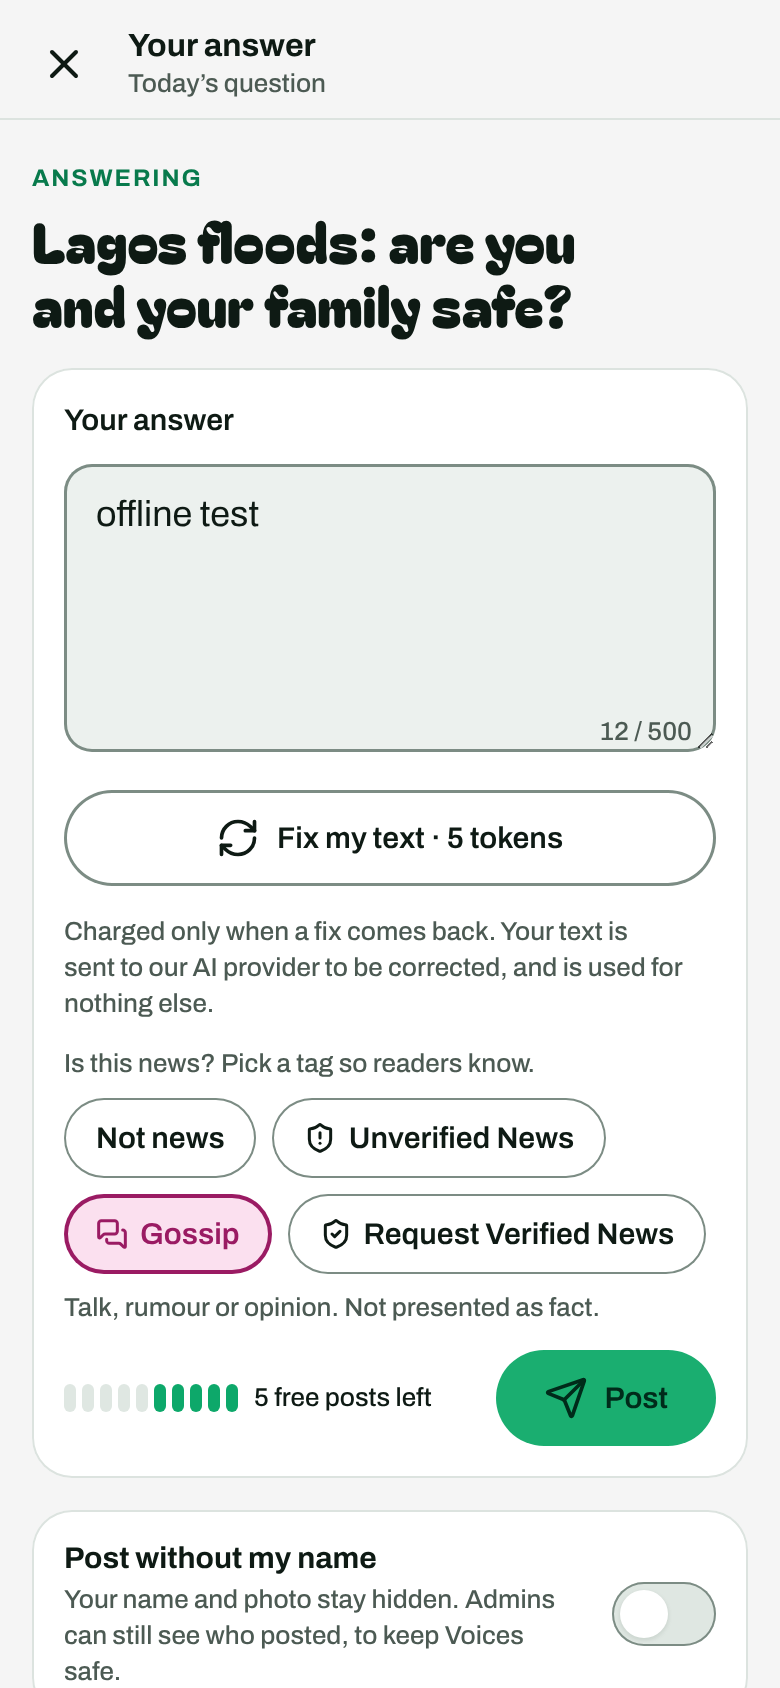 Your answer
Today’s question
ANSWERING
Lagos floods: are you
and your family safe?
Your answer
offline test
12 / 500
Fix my text · 5 tokens
Charged only when a fix comes back. Your text is
sent to our AI provider to be corrected, and is used for
nothing else.
Is this news? Pick a tag so readers know.
Not news
Unverified News
Gossip
Request Verified News
Talk, rumour or opinion. Not presented as fact.
5 free posts left
Post
Post without my name
Your name and photo stay hidden. Admins
can still see who posted, to keep Voices
safe.